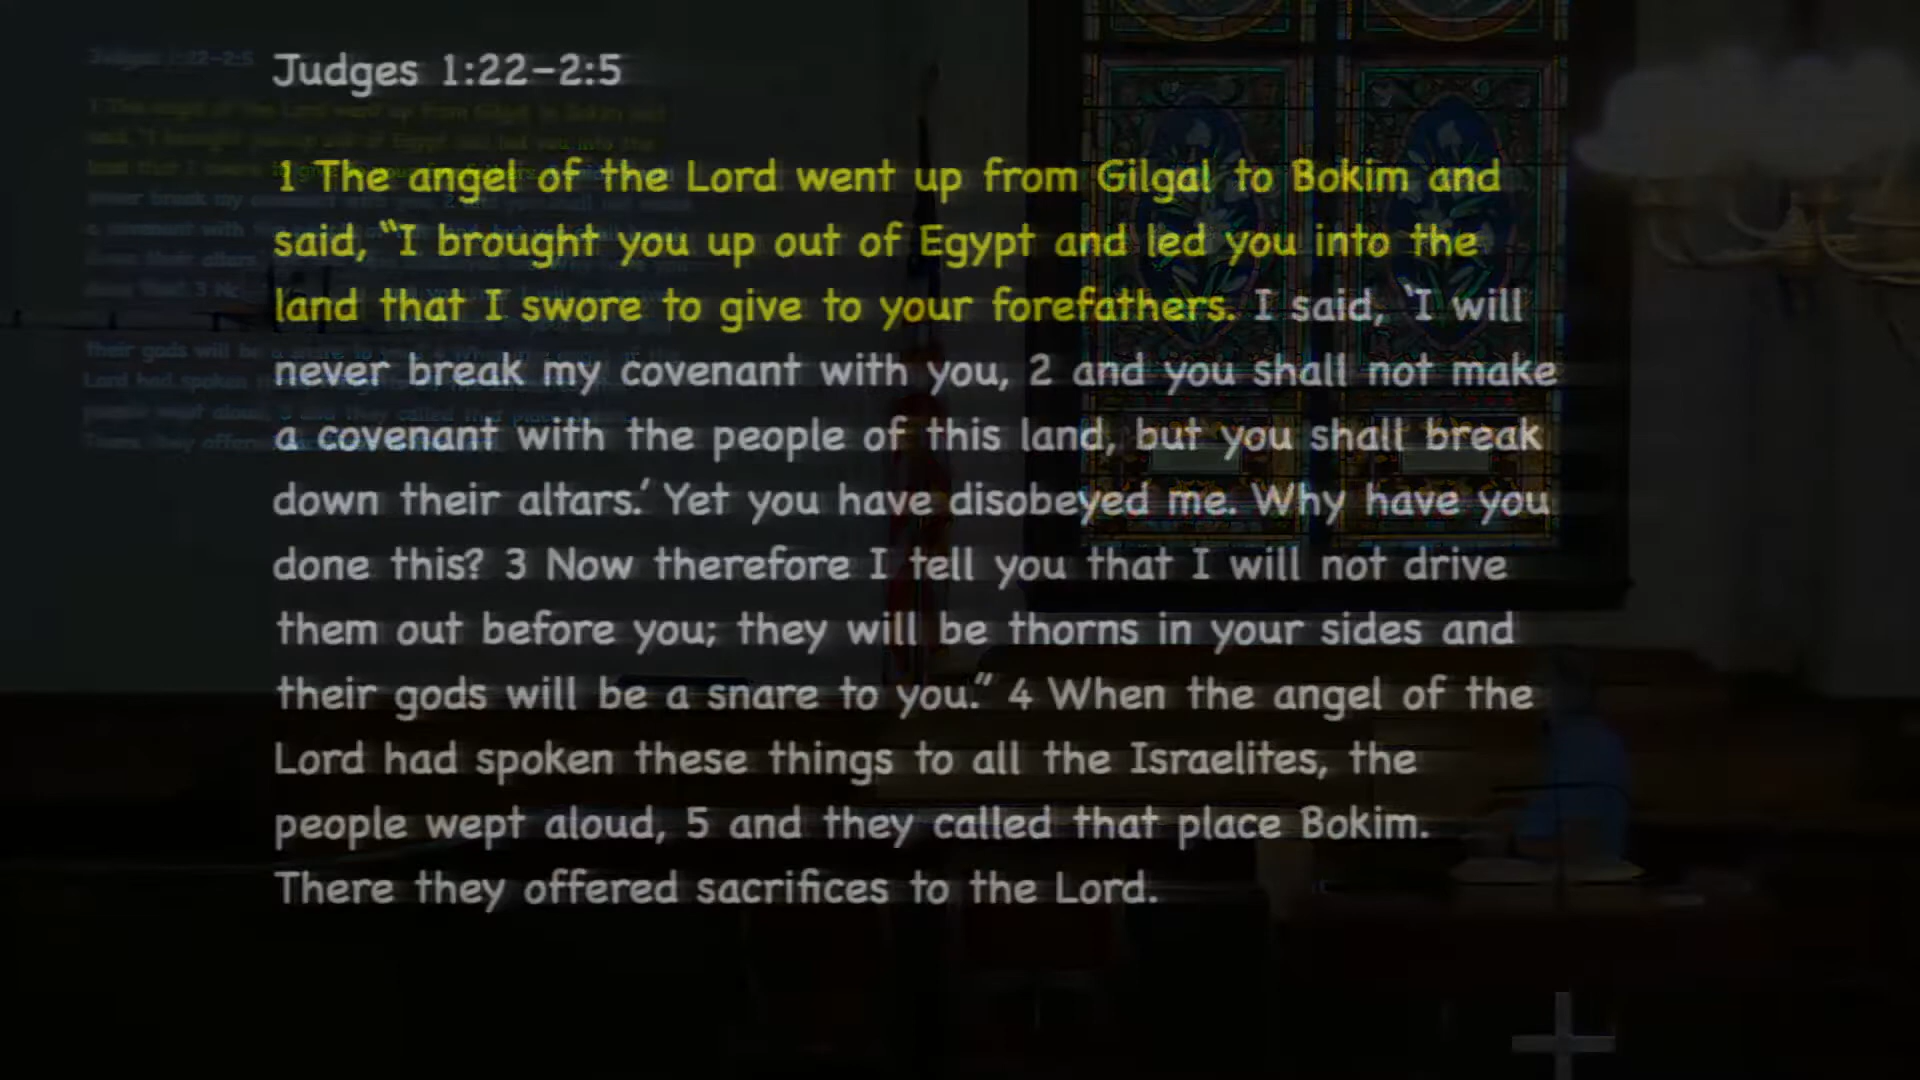 Judges 1:22–2:5
1 The angel of the Lord went up from Gilgal to Bokim and
said, “I brought you up out of Egypt and led you into the
land that I swore to give to your forefathers. I said, ‘I will
never break my covenant with you, 2 and you shall not make
a covenant with the people of this land, but you shall break
down their altars.’ Yet you have disobeyed me. Why have you
done this? 3 Now therefore I tell you that I will not drive
them out before you; they will be thorns in your sides and
their gods will be a snare to you.” 4 When the angel of the
Lord had spoken these things to all the Israelites, the
people wept aloud, 5 and they called that place Bokim.
There they offered sacrifices to the Lord.